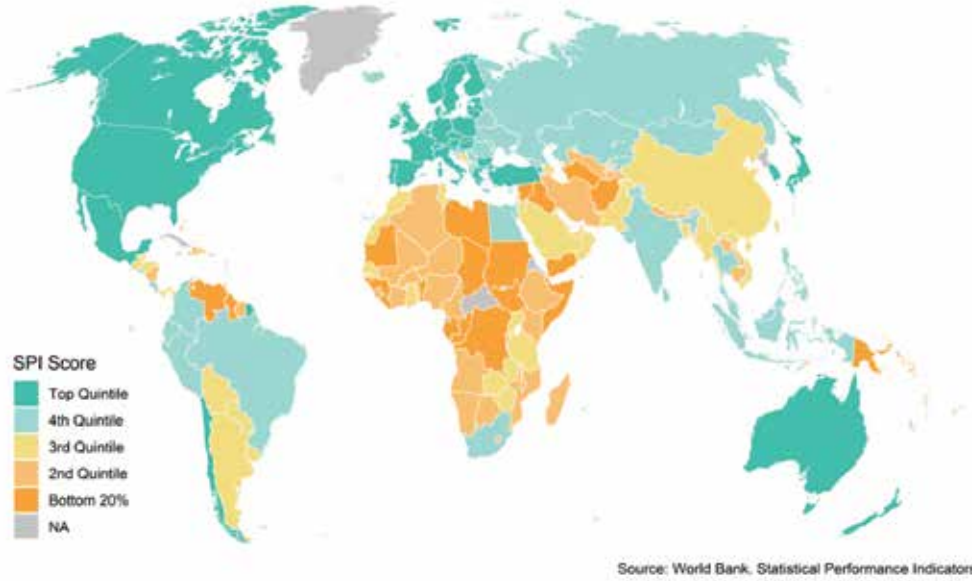 SPI Score
Top Quintile
4th Quintile
3rd Quintile
2nd Quintile
Bottom 20%
NA
Source: World Bank. Statistical Performance Indicators